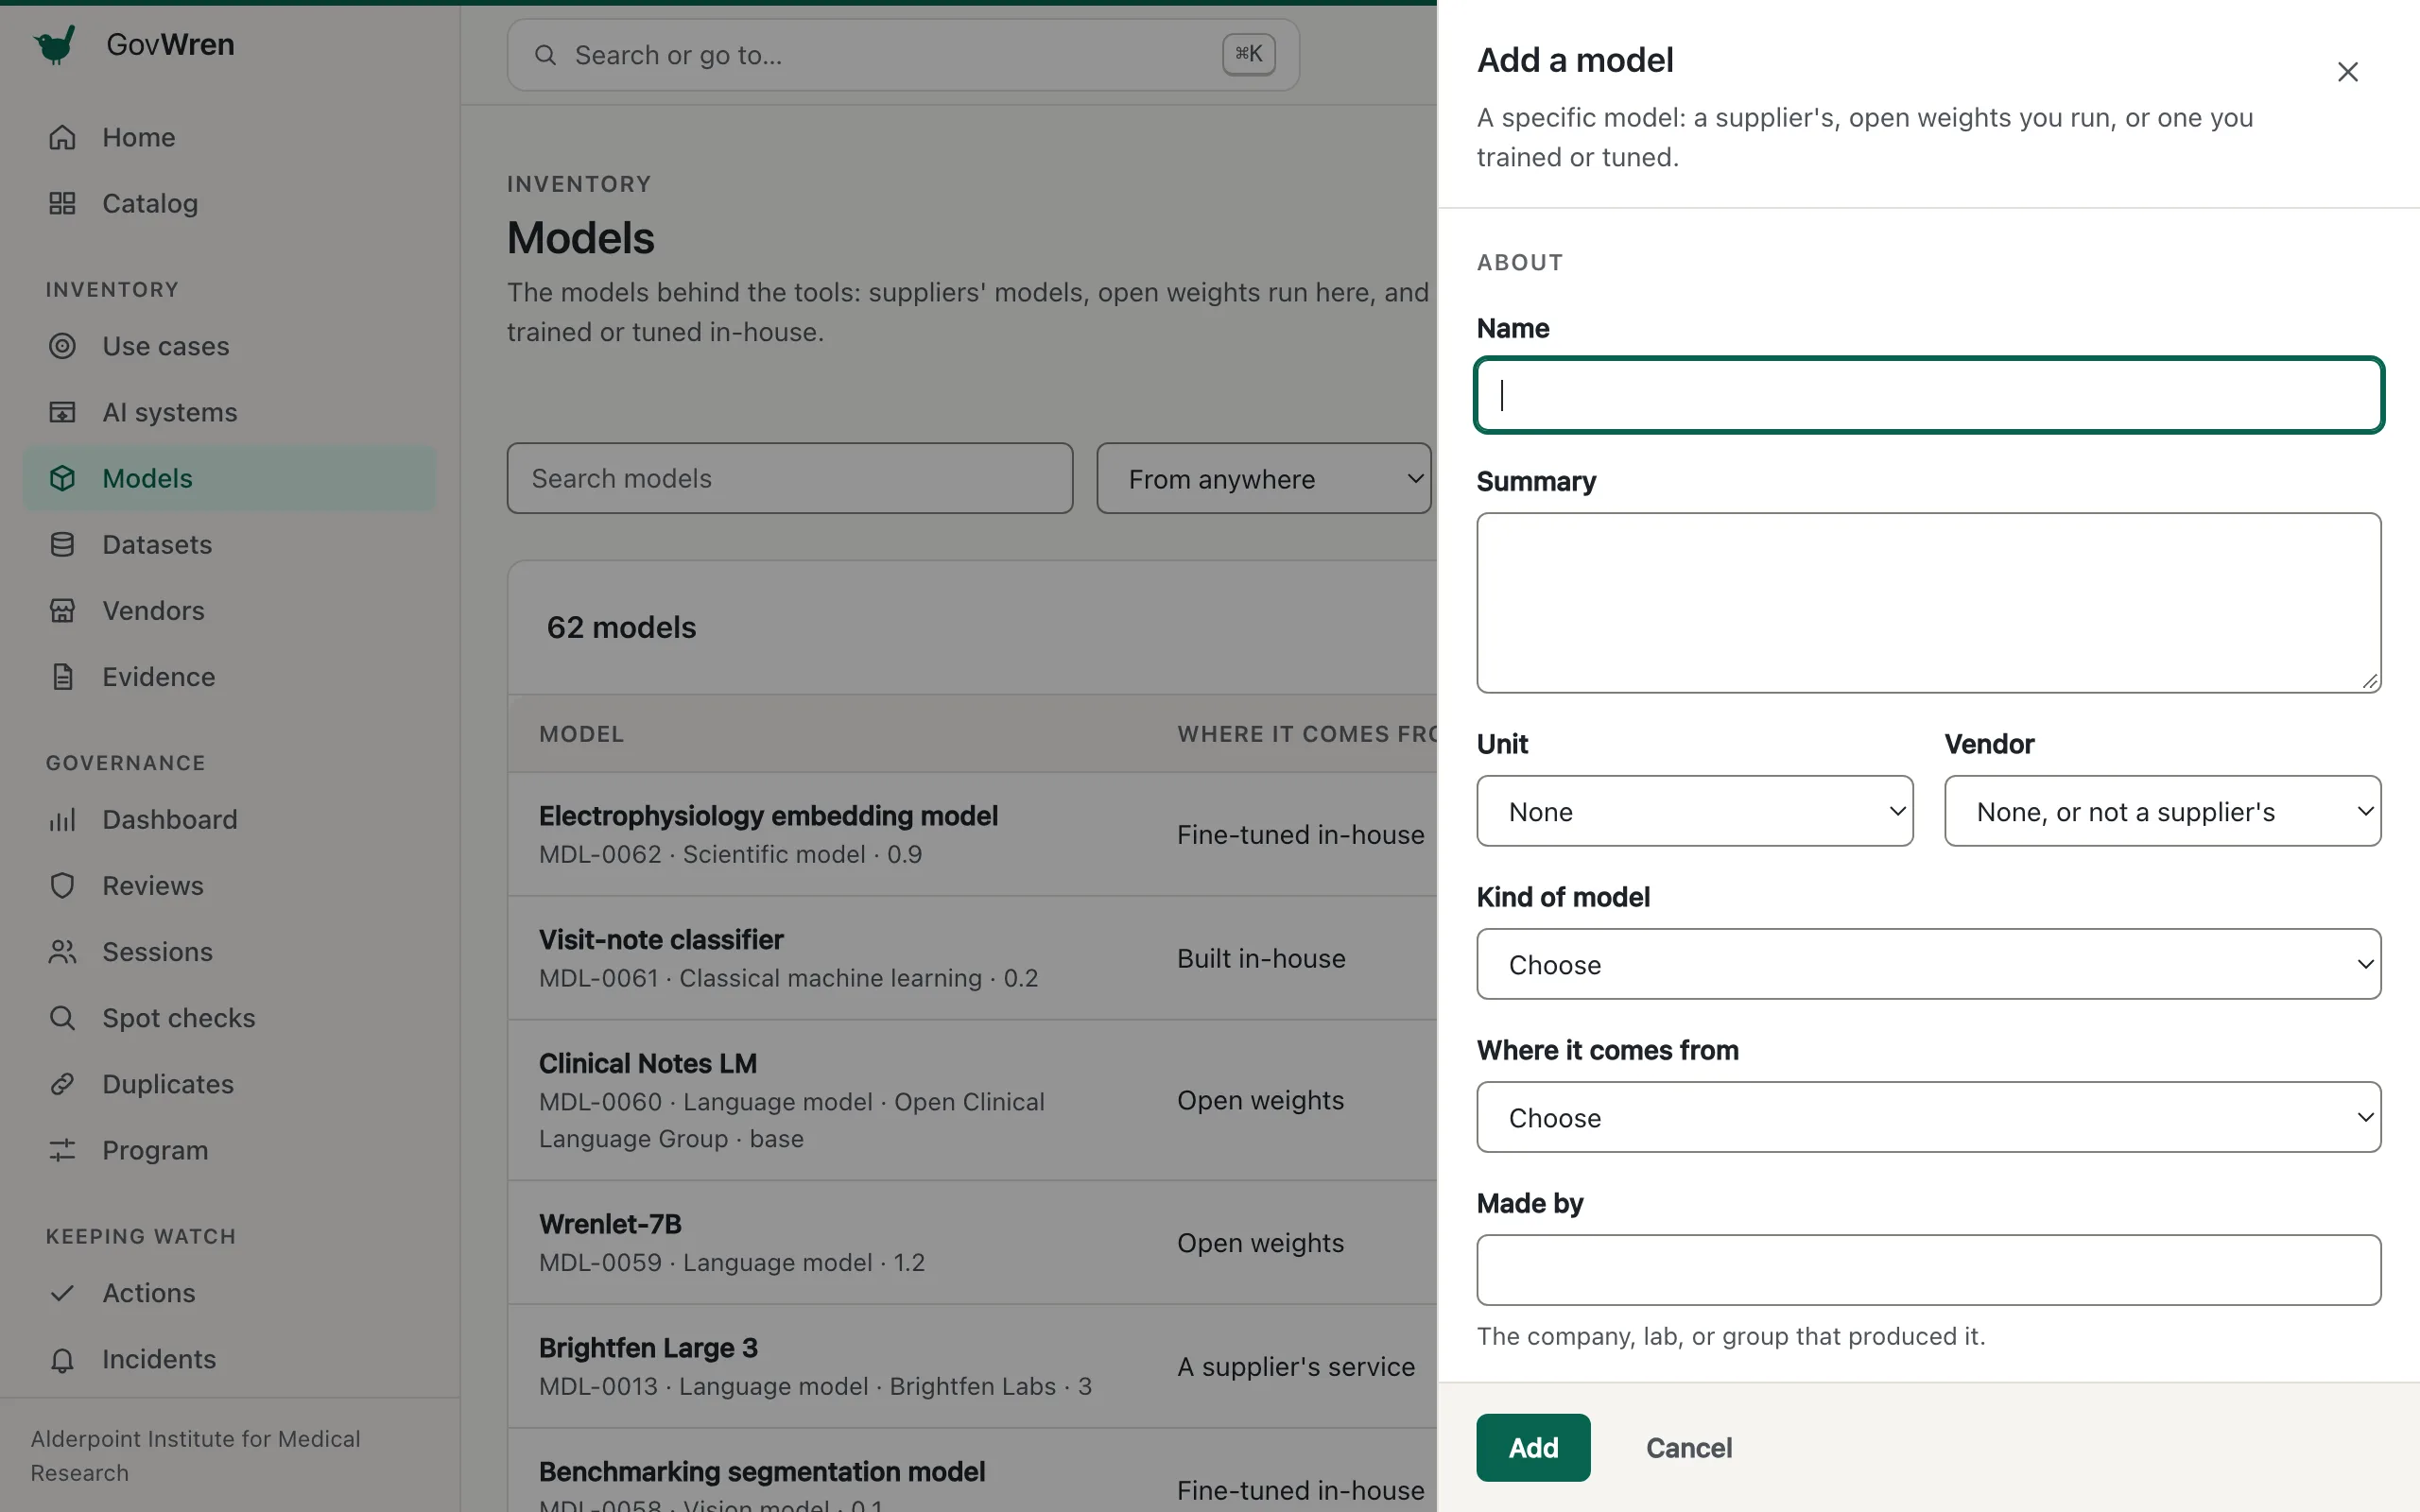 GovWren
Home
Catalog
INVENTORY
Use cases
AI systems
Models
Datasets
Vendors
Evidence
GOVERNANCE
Dashboard
Reviews
Sessions
Spot checks
Duplicates
Program
KEEPING WATCH
Actions
Incidents
Alderpoint Institute for Medical
Research
Search or go to...
⌘K
INVENTORY
Models
The models behind the tools: suppliers' models, open weights run here, and
trained or tuned in-house.
Search models
From anywhere
62 models
MODEL
WHERE IT COMES FRO
Electrophysiology embedding model
MDL-0062 · Scientific model · 0.9
Fine-tuned in-house
Visit-note classifier
MDL-0061 · Classical machine learning · 0.2
Built in-house
Clinical Notes LM
MDL-0060 · Language model · Open Clinical
Language Group · base
Open weights
Wrenlet-7B
MDL-0059 · Language model · 1.2
Open weights
Brightfen Large 3
MDL-0013 · Language model · Brightfen Labs · 3
A supplier's service
Benchmarking segmentation model
MDL-0058 · Vision model · 0.1
Fine-tuned in-house
Add a model
A specific model: a supplier's, open weights you run, or one you
trained or tuned.
ABOUT
Name
Summary
Unit
Vendor
None
None, or not a supplier's
Kind of model
Choose
Where it comes from
Choose
Made by
The company, lab, or group that produced it.
Add
Cancel